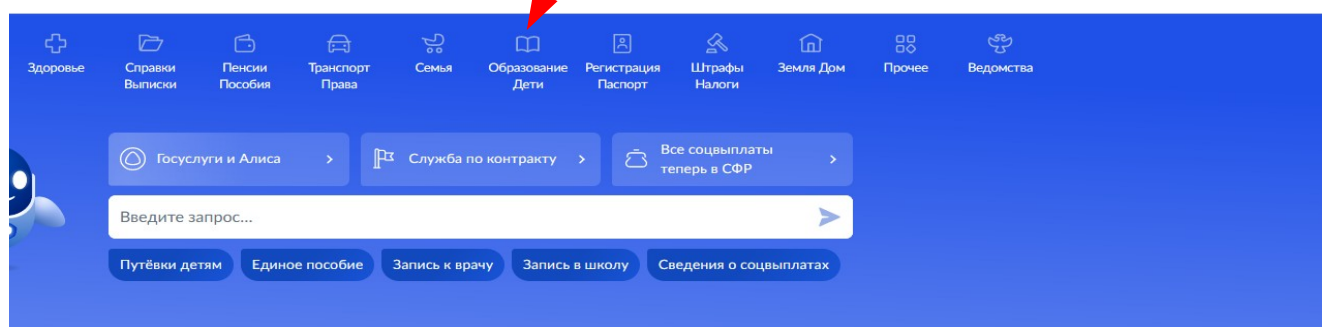 Здоровье
Справки
Выписки
Пенсии
Пособия
Транспорт
Права
Семья
Образование
Дети
Регистрация
Паспорт
Штрафы
Налоги
Земля Дом
Прочее
Ведомства
Госуслуги и Алиса
Служба по контракту
Все соцвыплаты
теперь в СФР
Введите запрос...
Путёвки детям
Единое пособие
Запись к врачу
Запись в школу
Сведения о соцвыплатах